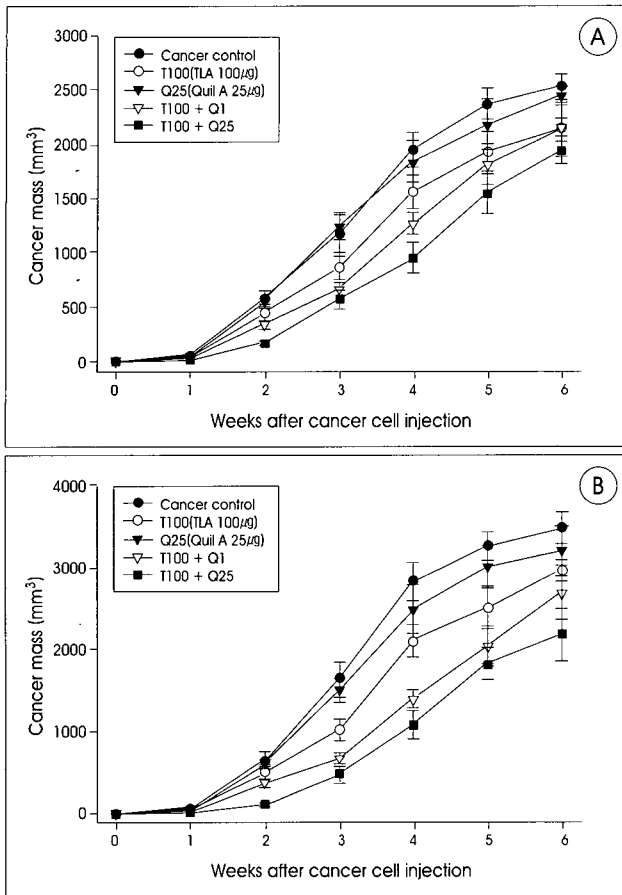 A
3000
2500
2000
1500
1000
500
0
Cancer mass (mm³)
Cancer control
T100(TLA 100㎍)
Q25(Quil A 25㎍)
T100 + Q1
T100 + Q25
0 1 2 3 4 5 6
Weeks after cancer cell injection
B
4000
3000
2000
1000
0
Cancer mass (mm³)
Cancer control
T100(TLA 100㎍)
Q25(Quil A 25㎍)
T100 + Q1
T100 + Q25
0 1 2 3 4 5 6
Weeks after cancer cell injection